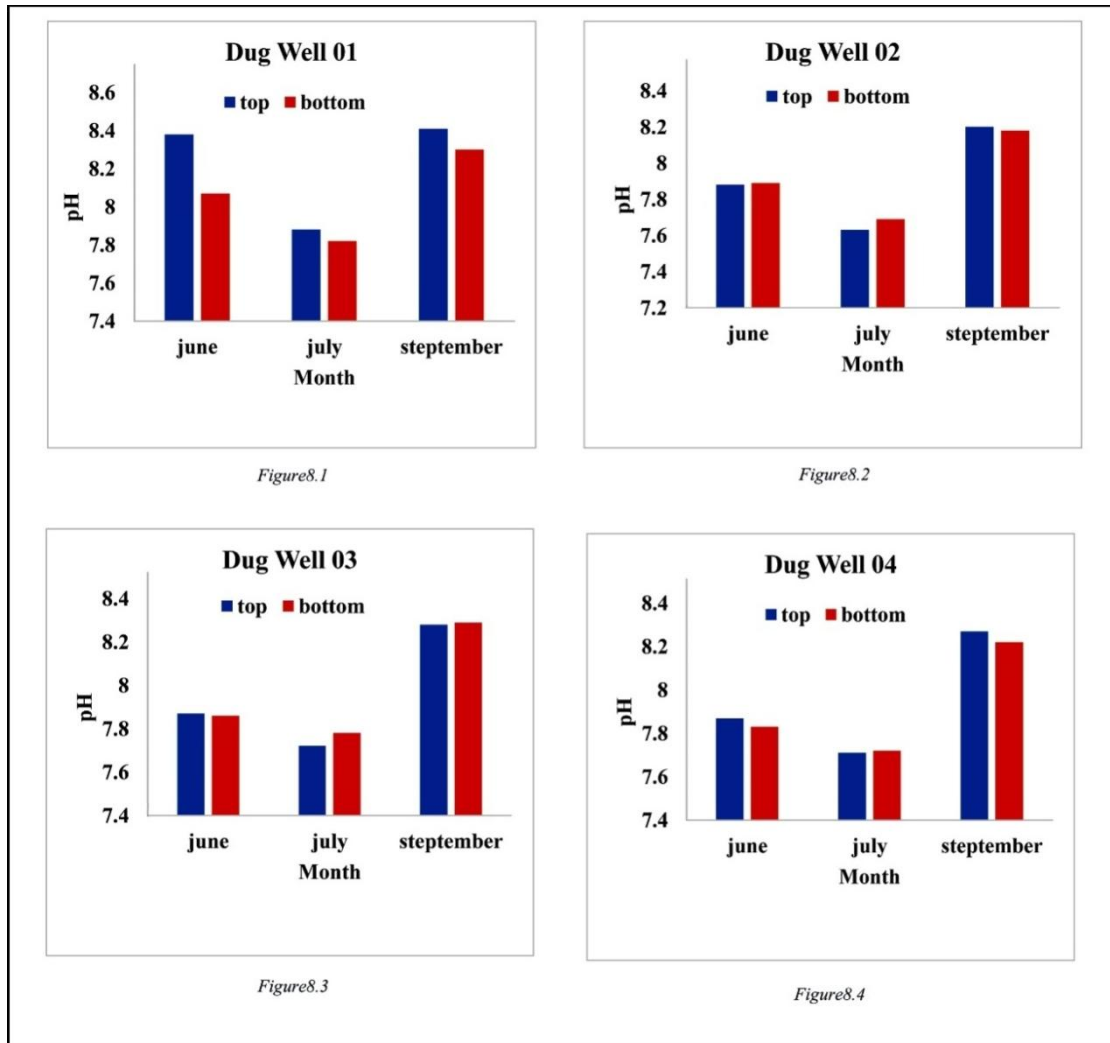 Dug Well 01
top bottom
pH
8.6
8.4
8.2
8
7.8
7.6
7.4
june july steptember
Month
Figure8.1
Dug Well 02
top bottom
pH
8.4
8.2
8
7.8
7.6
7.4
7.2
june july steptember
Month
Figure8.2
Dug Well 03
top bottom
pH
8.4
8.2
8
7.8
7.6
7.4
june july steptember
Month
Figure8.3
Dug Well 04
top bottom
pH
8.4
8.2
8
7.8
7.6
7.4
june july steptember
Month
Figure8.4